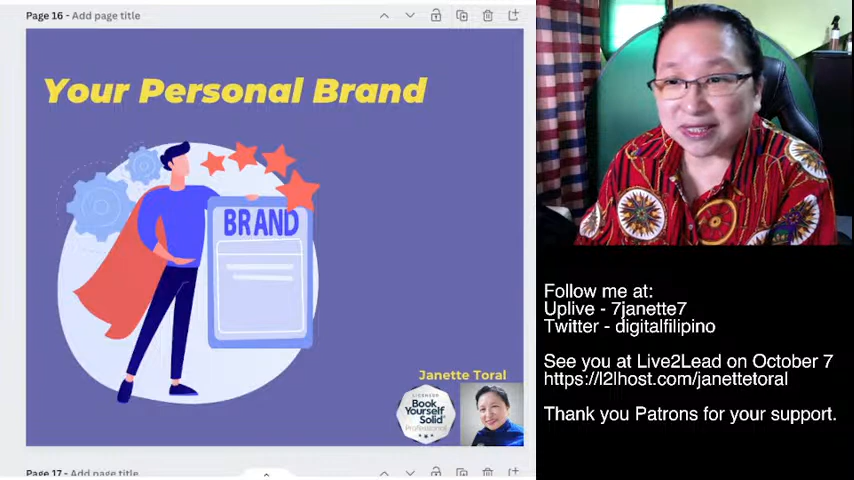 Page 16 - Add page title
Your Personal Brand
BRAND
Janette Toral
LICENSED
Book
Yourself
Solid
Professional
Page 17 - Add page title
Follow me at:
Uplive - 7janette7
Twitter - digitalfilipino
See you at Live2Lead on October 7
https://l2lhost.com/janettetoral
Thank you Patrons for your support.